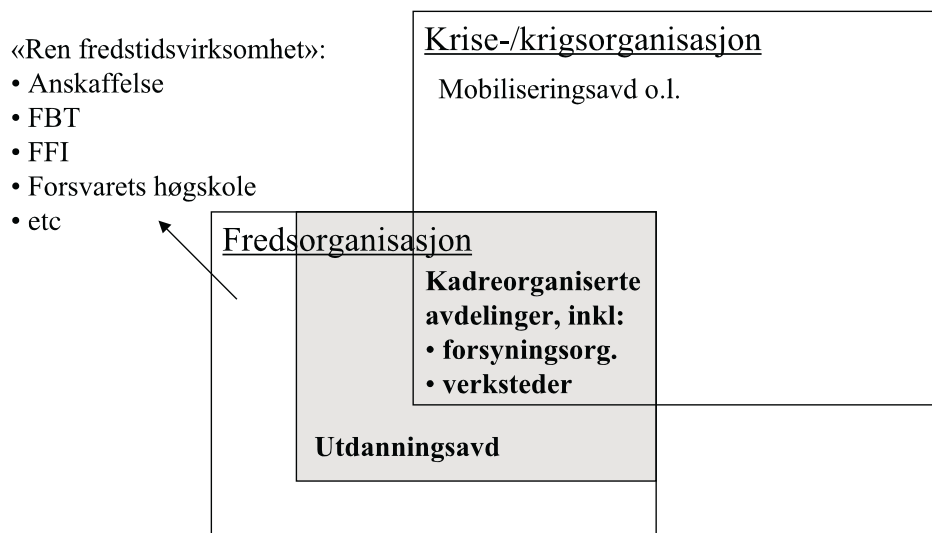 «Ren fredstidsvirksomhet»:
• Anskaffelse
• FBT
• FFI
• Forsvarets høgskole
• etc
Krise-/krigsorganisasjon
Mobiliseringsavd o.l.
Fredsorganisasjon
Kadreorganiserte
avdelinger, inkl:
• forsyningsorg.
• verksteder
Utdanningsavd